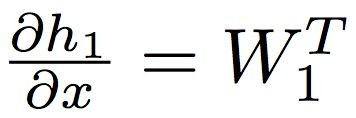 ∂h₁/∂x = W₁ᵀ